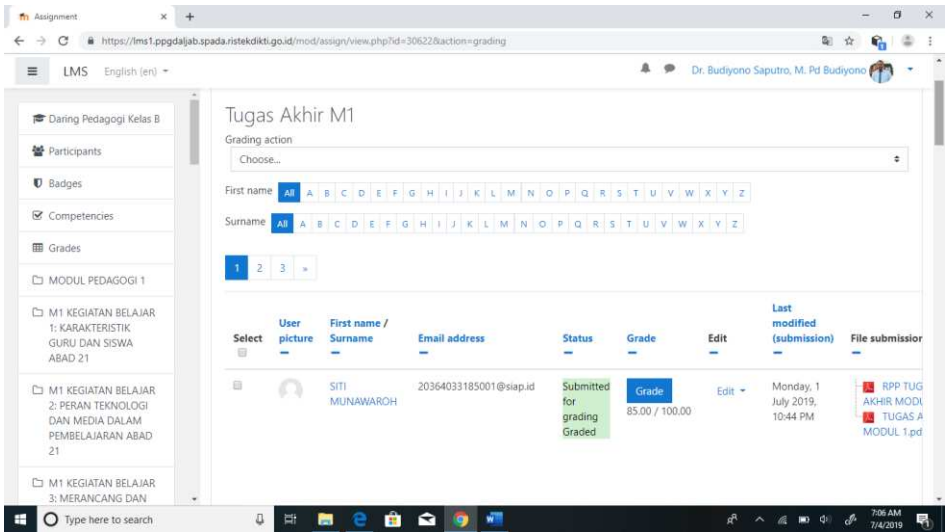 Assignment
https://lms1.ppgdaljab.spada.ristekdikti.go.id/mod/assign/view.php?id=30622&action=grading
LMS English (en)
Dr. Budiyono Saputro, M. Pd Budiyono
Daring Pedagogi Kelas B
Participants
Badges
Competencies
Grades
MODUL PEDAGOGI 1
M1 KEGIATAN BELAJAR
1: KARAKTERISTIK
GURU DAN SISWA
ABAD 21
M1 KEGIATAN BELAJAR
2: PERAN TEKNOLOGI
DAN MEDIA DALAM
PEMBELAJARAN ABAD
21
M1 KEGIATAN BELAJAR
3: MERANCANG DAN
Tugas Akhir M1
Grading action
Choose...
First name All A B C D E F G H I J K L M N O P Q R S T U V W X Y Z
Surname All A B C D E F G H I J K L M N O P Q R S T U V W X Y Z
1 2 3 »
Select
User
picture
First name /
Surname
Email address
Status
Grade
Edit
Last
modified
(submission)
File submission
SITI
MUNAWAROH
20364033185001@siap.id
Submitted
for
grading
Graded
Grade
85.00 / 100.00
Edit
Monday, 1
July 2019,
10:44 PM
RPP TUG
AKHIR MODU
TUGAS A
MODUL 1.pd
Type here to search
7:06 AM
7/4/2019